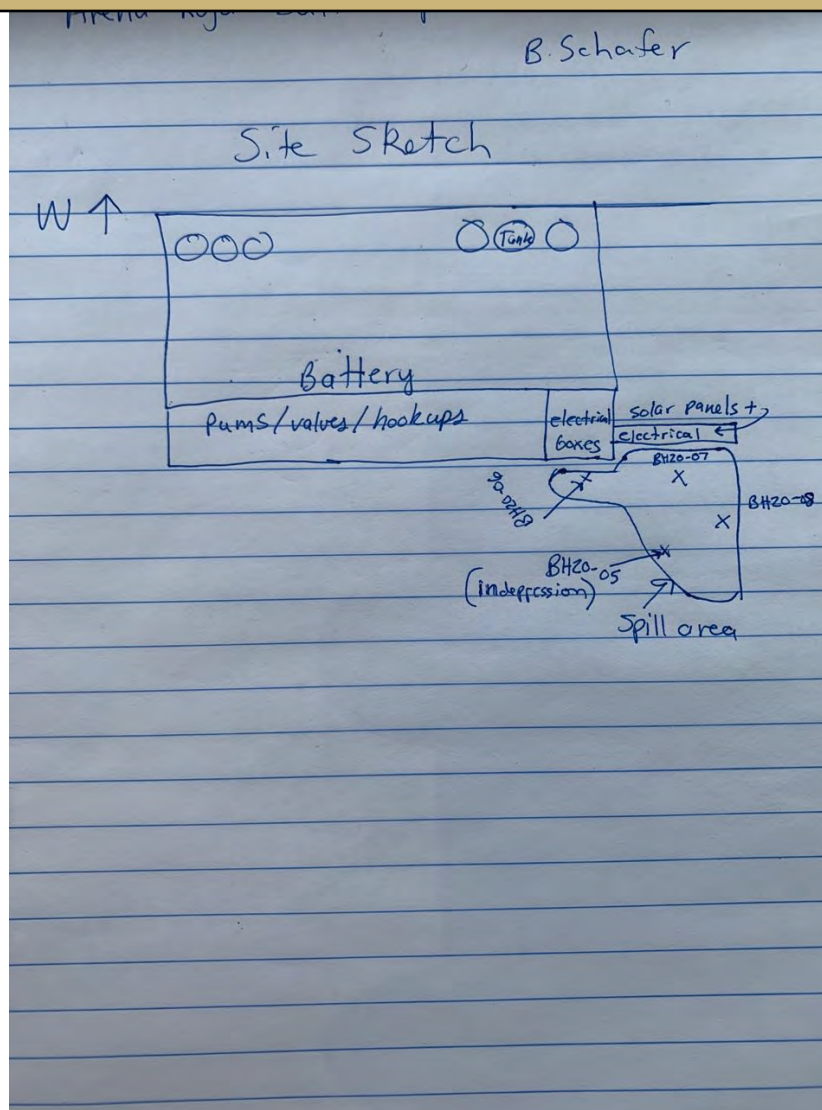 B. Schafer
Site Sketch
W ↑
Tank
Battery
Pums/valves/hookups
electrical
boxes
solar panels +
electrical
BH20-07
BH20-06
BH20-08
BH20-05
(indepression)
Spill area